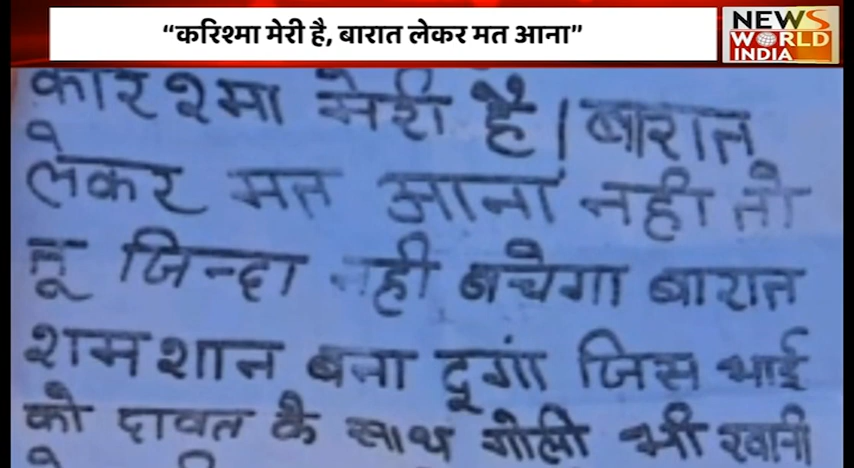 “करिश्मा मेरी है, बारात लेकर मत आना”
NEWS
WORLD
INDIA
करिश्मा मेरी है। बारात
लेकर मत आना नही तो
तू जिन्दा नही बचेगा बारात
शमशान बना दूगां जिस भाई
को दावत कै साथ गोली भी खानी